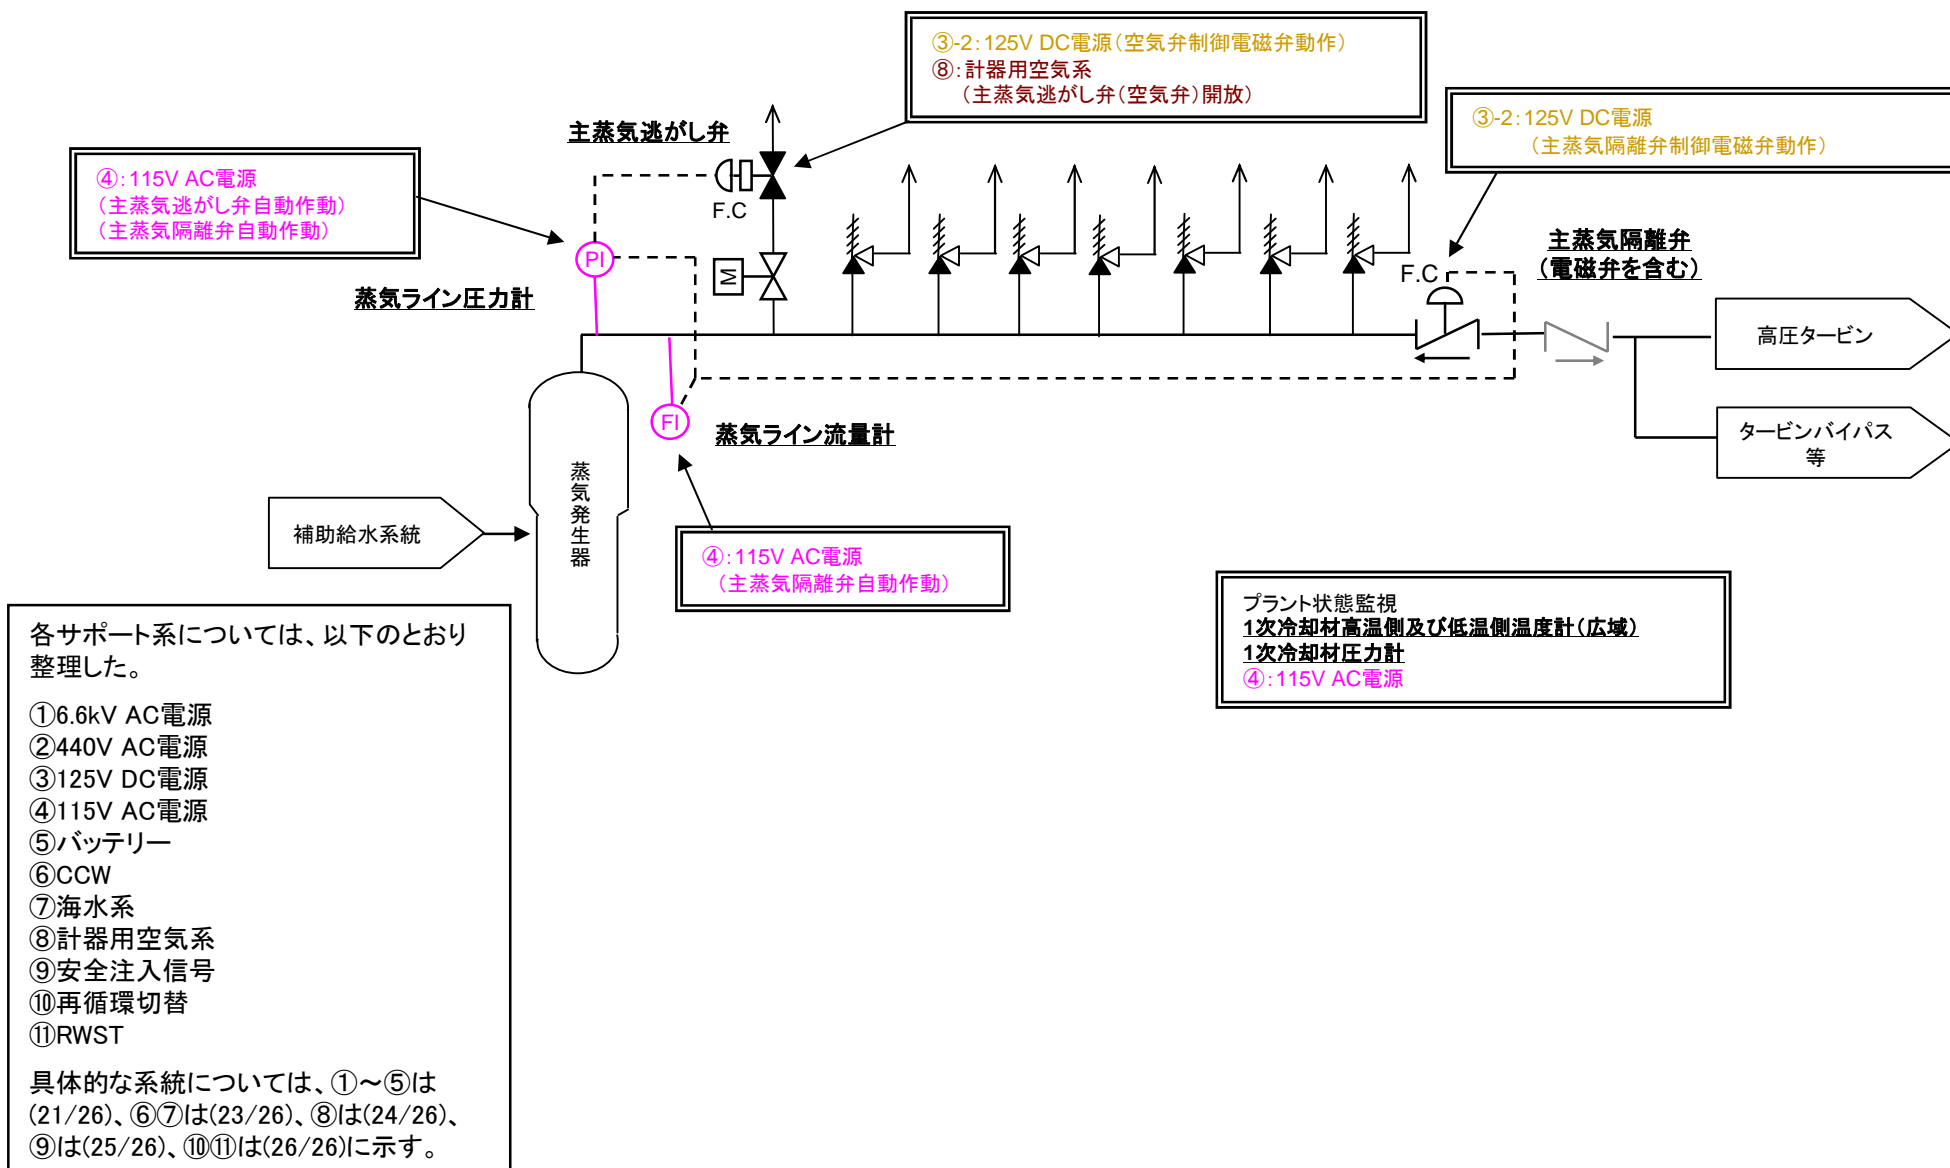 ③-2：125V DC電源（空気弁制御電磁弁動作）
⑧：計器用空気系
（主蒸気逃がし弁（空気弁）開放）
③-2：125V DC電源
（主蒸気隔離弁制御電磁弁動作）
主蒸気逃がし弁
④：115V AC電源
（主蒸気逃がし弁自動作動）
（主蒸気隔離弁自動作動）
F.C
PI
M
蒸気ライン圧力計
主蒸気隔離弁
（電磁弁を含む）
F.C
高圧タービン
タービンバイパス
等
FI
蒸気ライン流量計
蒸気発生器
補助給水系統
④：115V AC電源
（主蒸気隔離弁自動作動）
プラント状態監視
1次冷却材高温側及び低温側温度計（広域）
1次冷却材圧力計
④：115V AC電源
各サポート系については、以下のとおり
整理した。
①6.6kV AC電源
②440V AC電源
③125V DC電源
④115V AC電源
⑤バッテリー
⑥CCW
⑦海水系
⑧計器用空気系
⑨安全注入信号
⑩再循環切替
⑪RWST
具体的な系統については、①～⑤は
(21/26)、⑥⑦は(23/26)、⑧は(24/26)、
⑨は(25/26)、⑩⑪は(26/26)に示す。